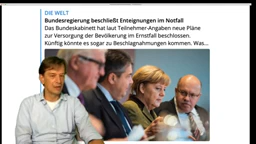 DIE WELT
Bundesregierung beschließt Enteignungen im Notfall
Das Bundeskabinett hat laut Teilnehmer-Angaben neue Pläne
zur Versorgung der Bevölkerung im Ernstfall beschlossen.
Künftig könnte es sogar zu Beschlagnahmungen kommen. Was...